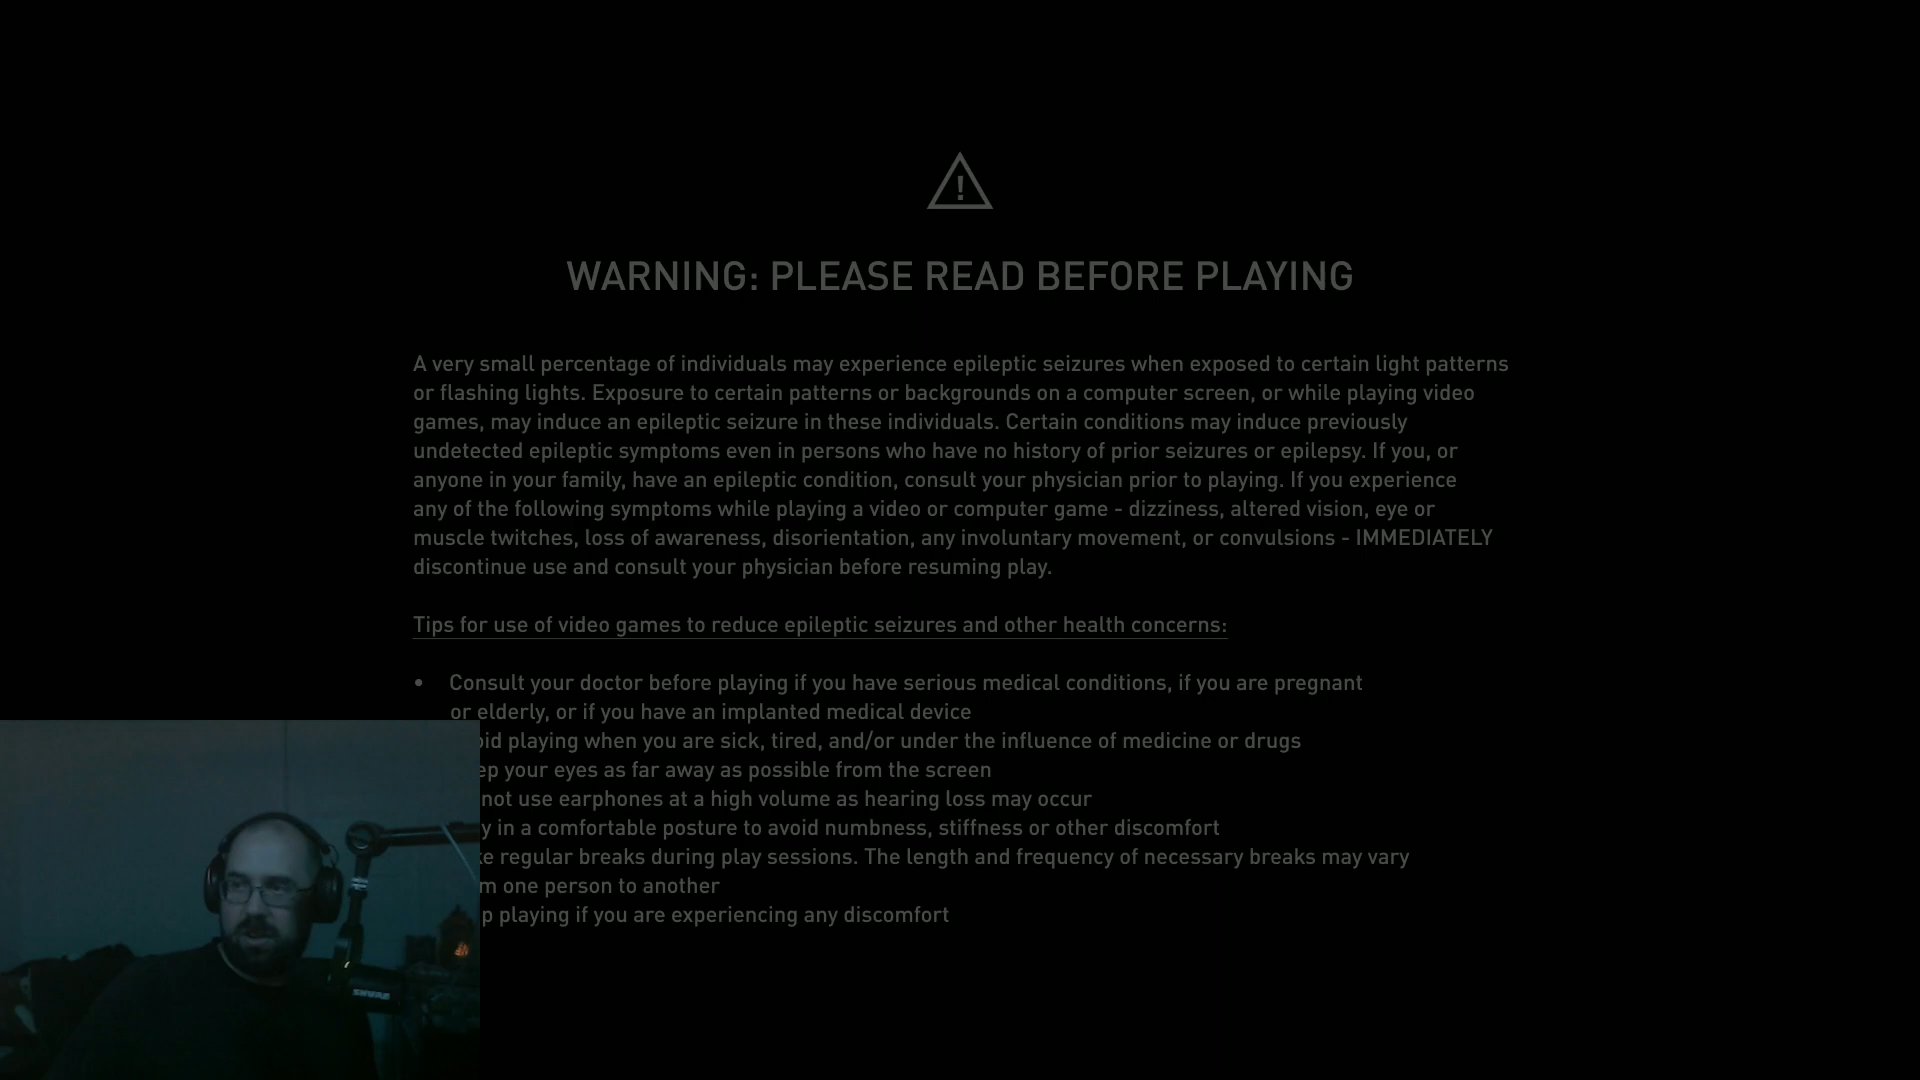 !
WARNING: PLEASE READ BEFORE PLAYING
A very small percentage of individuals may experience epileptic seizures when exposed to certain light patterns
or flashing lights. Exposure to certain patterns or backgrounds on a computer screen, or while playing video
games, may induce an epileptic seizure in these individuals. Certain conditions may induce previously
undetected epileptic symptoms even in persons who have no history of prior seizures or epilepsy. If you, or
anyone in your family, have an epileptic condition, consult your physician prior to playing. If you experience
any of the following symptoms while playing a video or computer game - dizziness, altered vision, eye or
muscle twitches, loss of awareness, disorientation, any involuntary movement, or convulsions - IMMEDIATELY
discontinue use and consult your physician before resuming play.
Tips for use of video games to reduce epileptic seizures and other health concerns:
• Consult your doctor before playing if you have serious medical conditions, if you are pregnant
or elderly, or if you have an implanted medical device
playing when you are sick, tired, and/or under the influence of medicine or drugs
your eyes as far away as possible from the screen
not use earphones at a high volume as hearing loss may occur
in a comfortable posture to avoid numbness, stiffness or other discomfort
regular breaks during play sessions. The length and frequency of necessary breaks may vary
one person to another
playing if you are experiencing any discomfort
SHURE